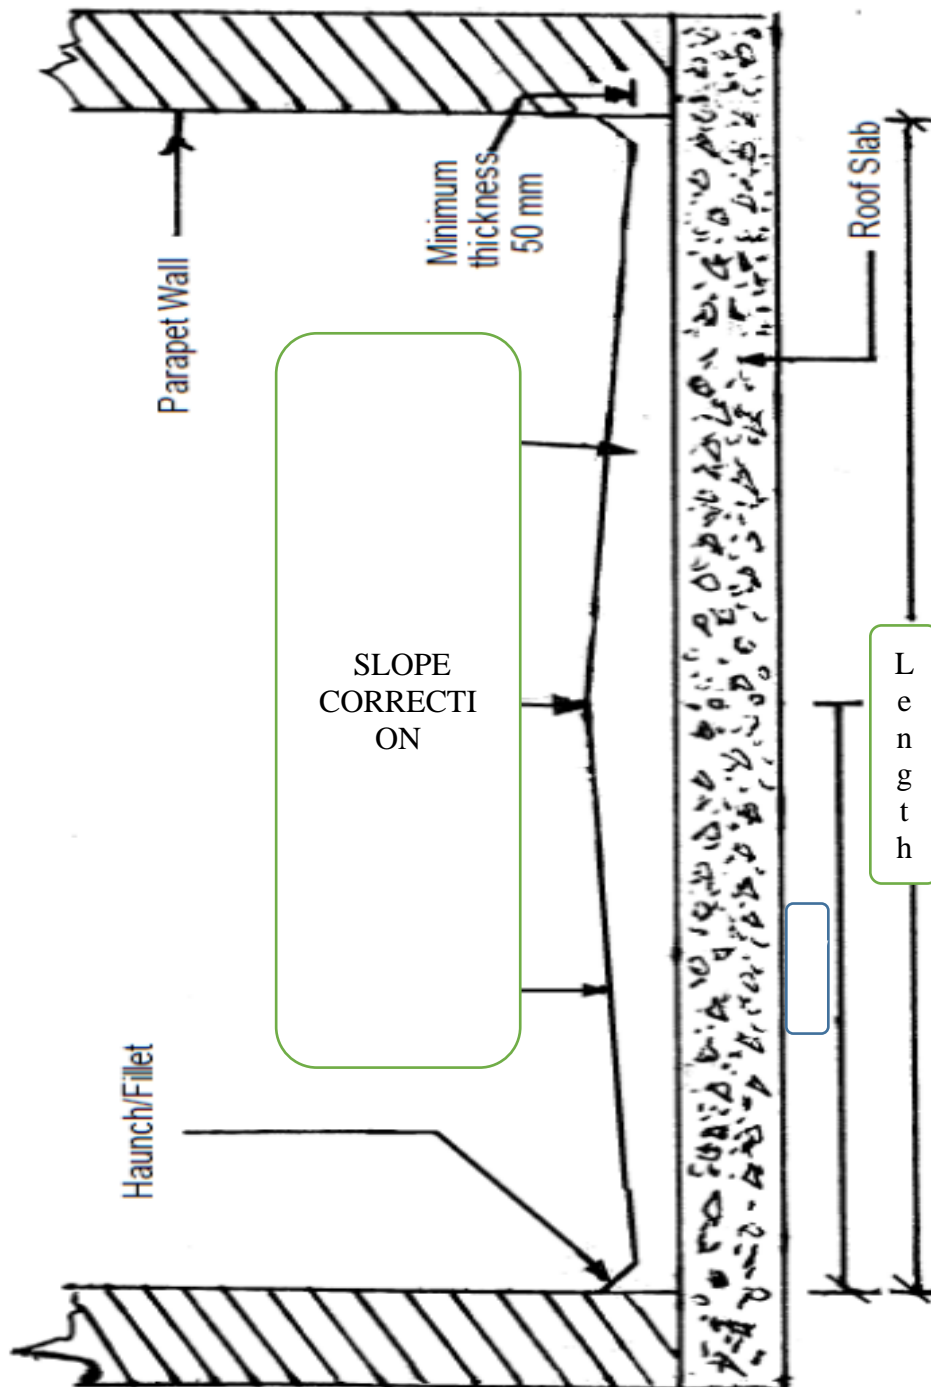 Parapet Wall
Minimum
thickness
50 mm
Roof Slab
SLOPE
CORRECTI
ON
L
e
n
g
t
h
Haunch/Fillet